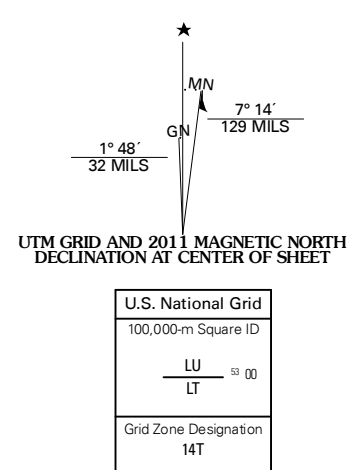 MN
7° 14´
129 MILS
GN
1° 48´
32 MILS
UTM GRID AND 2011 MAGNETIC NORTH
DECLINATION AT CENTER OF SHEET
U.S. National Grid
100,000-m Square ID
LU
53 00
LT
Grid Zone Designation
14T